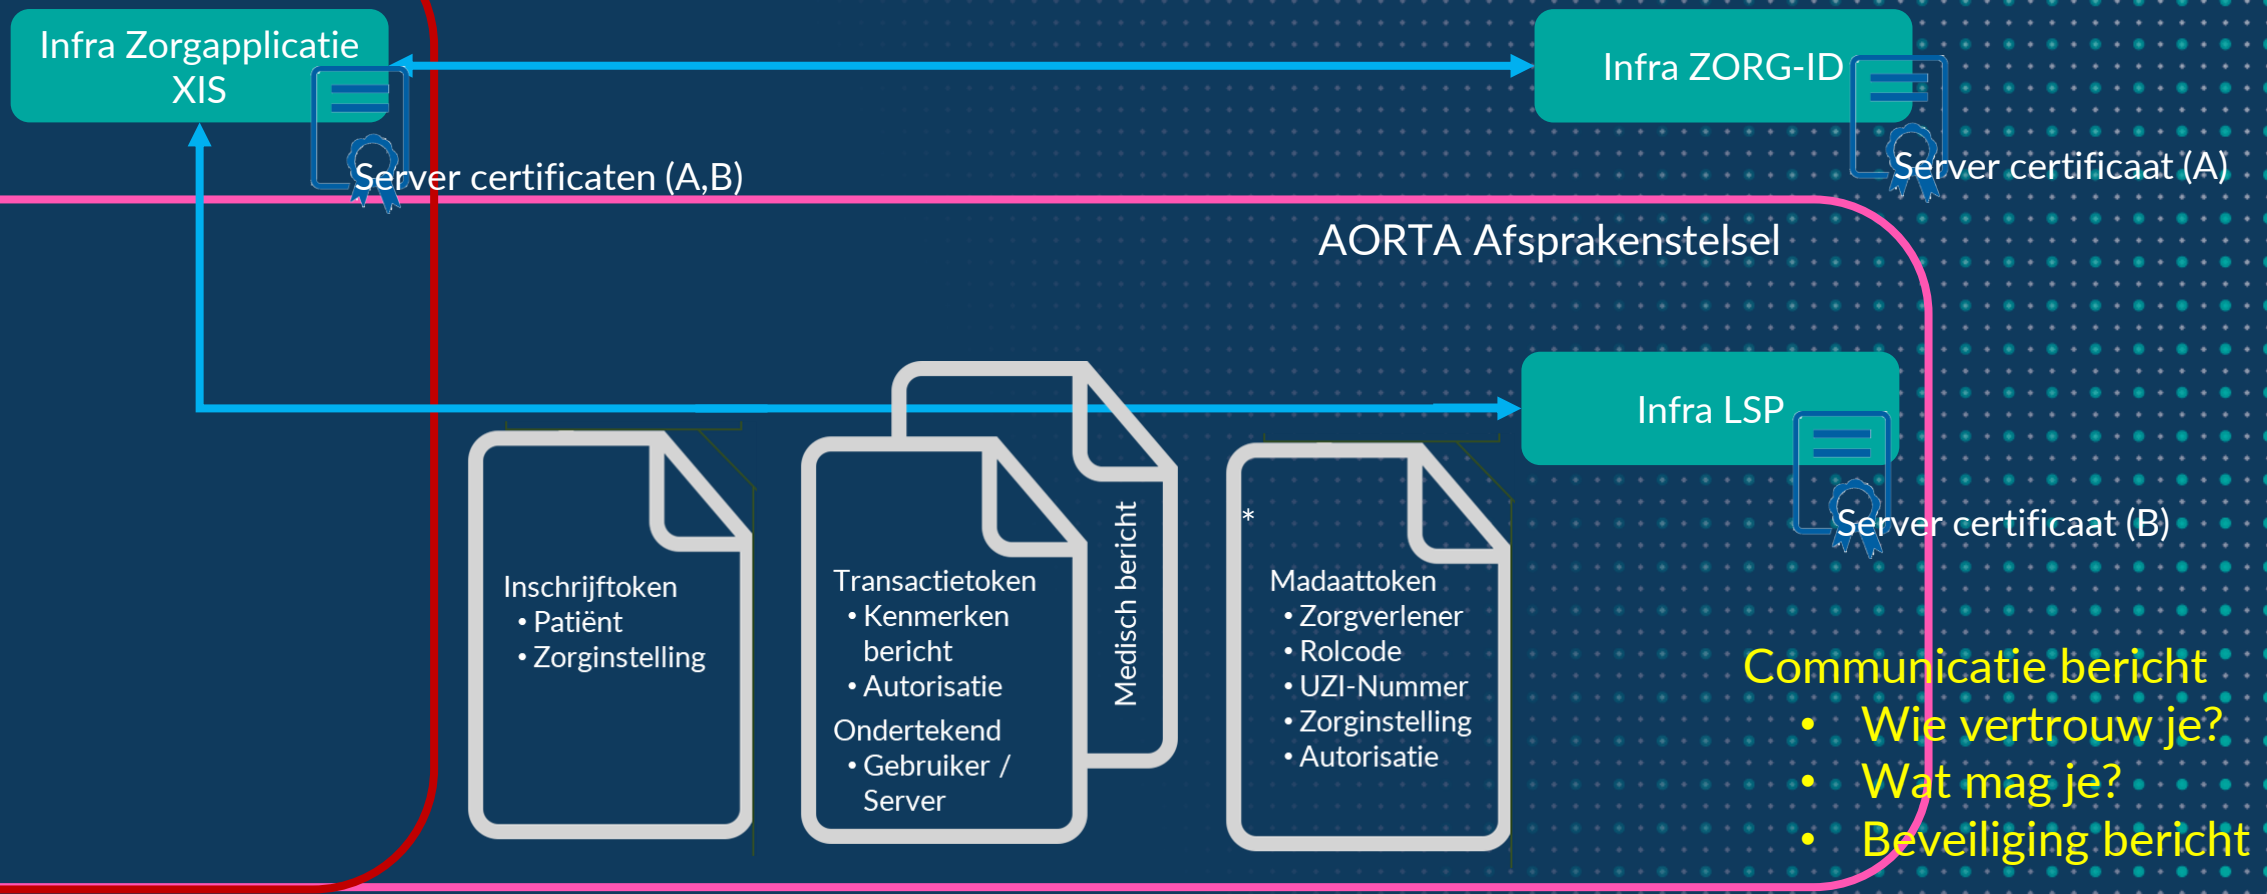 Infra Zorgapplicatie
XIS
Server certificaten (A,B)
Infra ZORG-ID
Server certificaat (A)
AORTA Afsprakenstelsel
Infra LSP
Server certificaat (B)
Inschrijftoken
• Patiënt
• Zorginstelling
Transactietoken
• Kenmerken
bericht
• Autorisatie
Ondertekend
• Gebruiker /
Server
Medisch bericht
*
Madaattoken
• Zorgverlener
• Rolcode
• UZI-Nummer
• Zorginstelling
• Autorisatie
Communicatie bericht
• Wie vertrouw je?
• Wat mag je?
• Beveiliging bericht